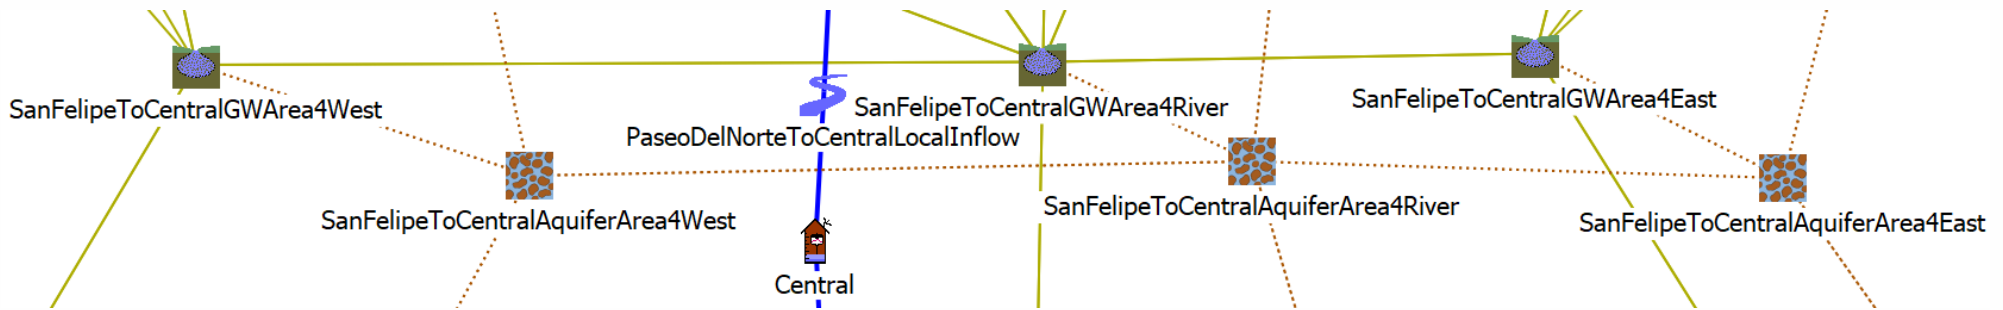 SanFelipeToCentralGWArea4West
PaseoDelNorteToCentralLocalInflow
SanFelipeToCentralGWArea4River
SanFelipeToCentralGWArea4East
SanFelipeToCentralAquiferArea4West
SanFelipeToCentralAquiferArea4River
SanFelipeToCentralAquiferArea4East
Central